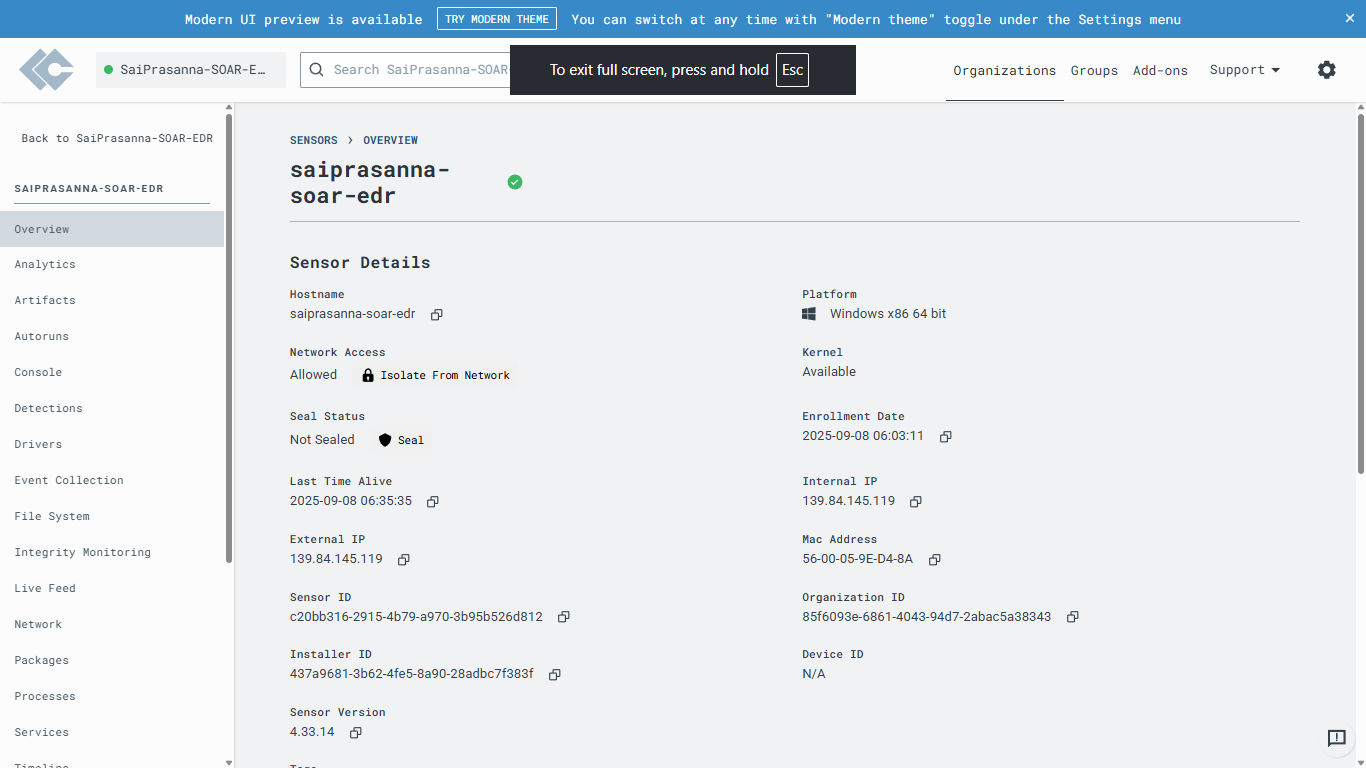 Modern UI preview is available TRY MODERN THEME You can switch at any time with "Modern theme" toggle under the Settings menu
SaiPrasanna-SOAR-E…
Search SaiPrasanna-SOAR-
To exit full screen, press and hold Esc
Organizations Groups Add-ons Support
Back to SaiPrasanna-SOAR-EDR
SAIPRASANNA-SOAR-EDR
Overview
Analytics
Artifacts
Autoruns
Console
Detections
Drivers
Event Collection
File System
Integrity Monitoring
Live Feed
Network
Packages
Processes
Services
Timeline
SENSORS > OVERVIEW
saiprasanna-
soar-edr
Sensor Details
Hostname
saiprasanna-soar-edr
Platform
Windows x86 64 bit
Network Access
Allowed Isolate From Network
Kernel
Available
Seal Status
Not Sealed Seal
Enrollment Date
2025-09-08 06:03:11
Last Time Alive
2025-09-08 06:35:35
Internal IP
139.84.145.119
External IP
139.84.145.119
Mac Address
56-00-05-9E-D4-8A
Sensor ID
c20bb316-2915-4b79-a970-3b95b526d812
Organization ID
85f6093e-6861-4043-94d7-2abac5a38343
Installer ID
437a9681-3b62-4fe5-8a90-28adbc7f383f
Device ID
N/A
Sensor Version
4.33.14
Tags